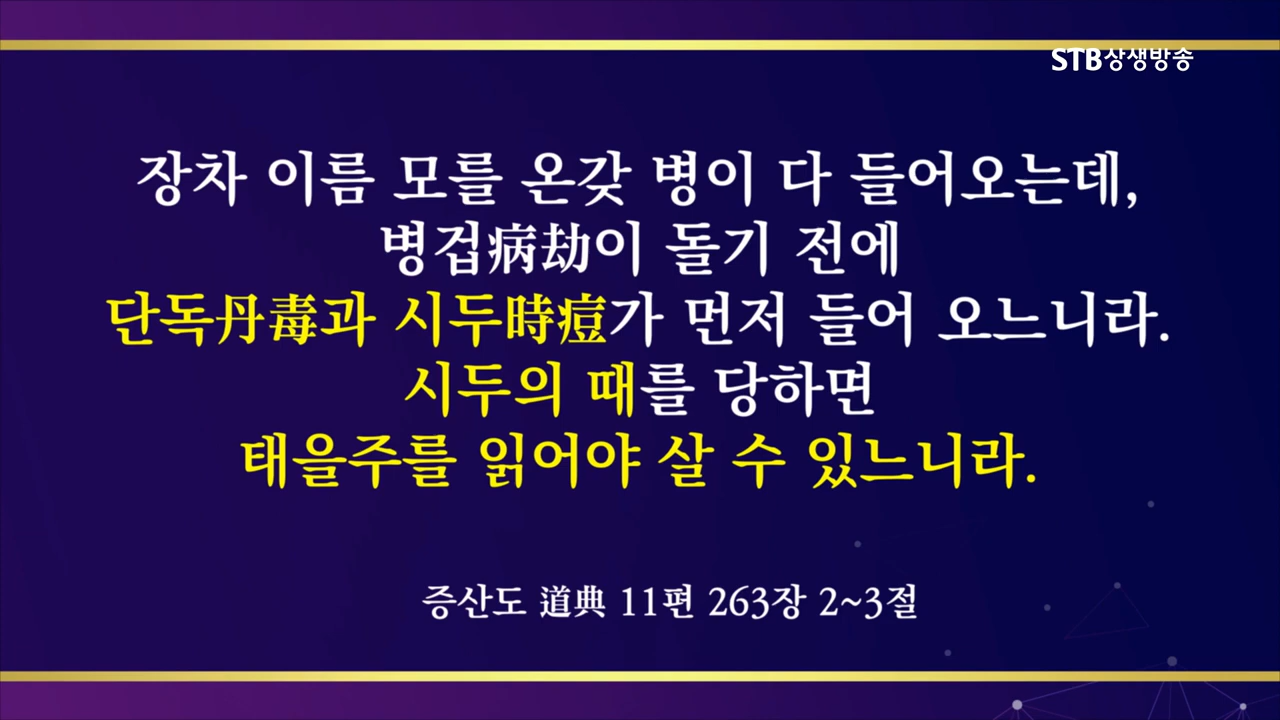 STB상생방송
장차 이름 모를 온갖 병이 다 들어오는데,
병겁病劫이 돌기 전에
단독丹毒과 시두時痘가 먼저 들어 오느니라.
시두의 때를 당하면
태을주를 읽어야 살 수 있느니라.
증산도 道典 11편 263장 2~3절